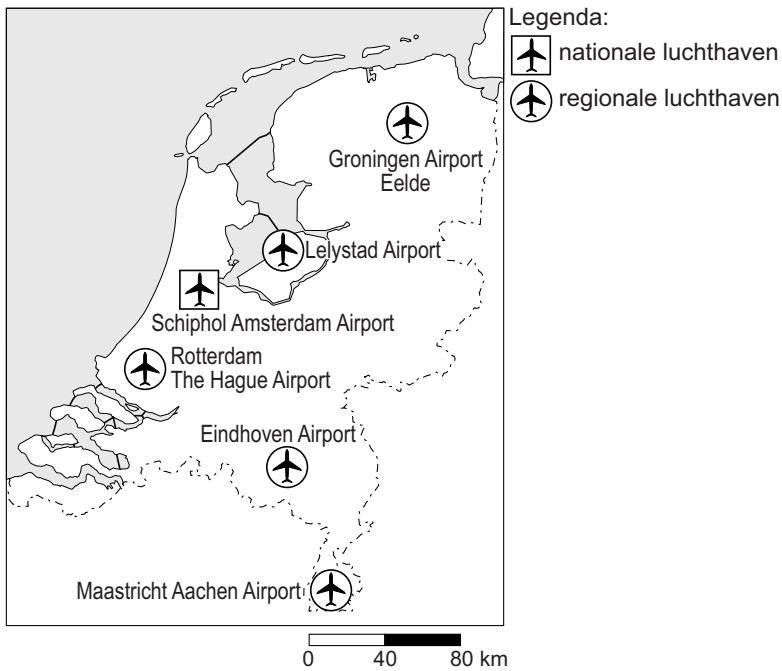 Legenda:
nationale luchthaven
regionale luchthaven
Groningen Airport
Eelde
Lelystad Airport
Schiphol Amsterdam Airport
Rotterdam
The Hague Airport
Eindhoven Airport
Maastricht Aachen Airport
0 40 80 km